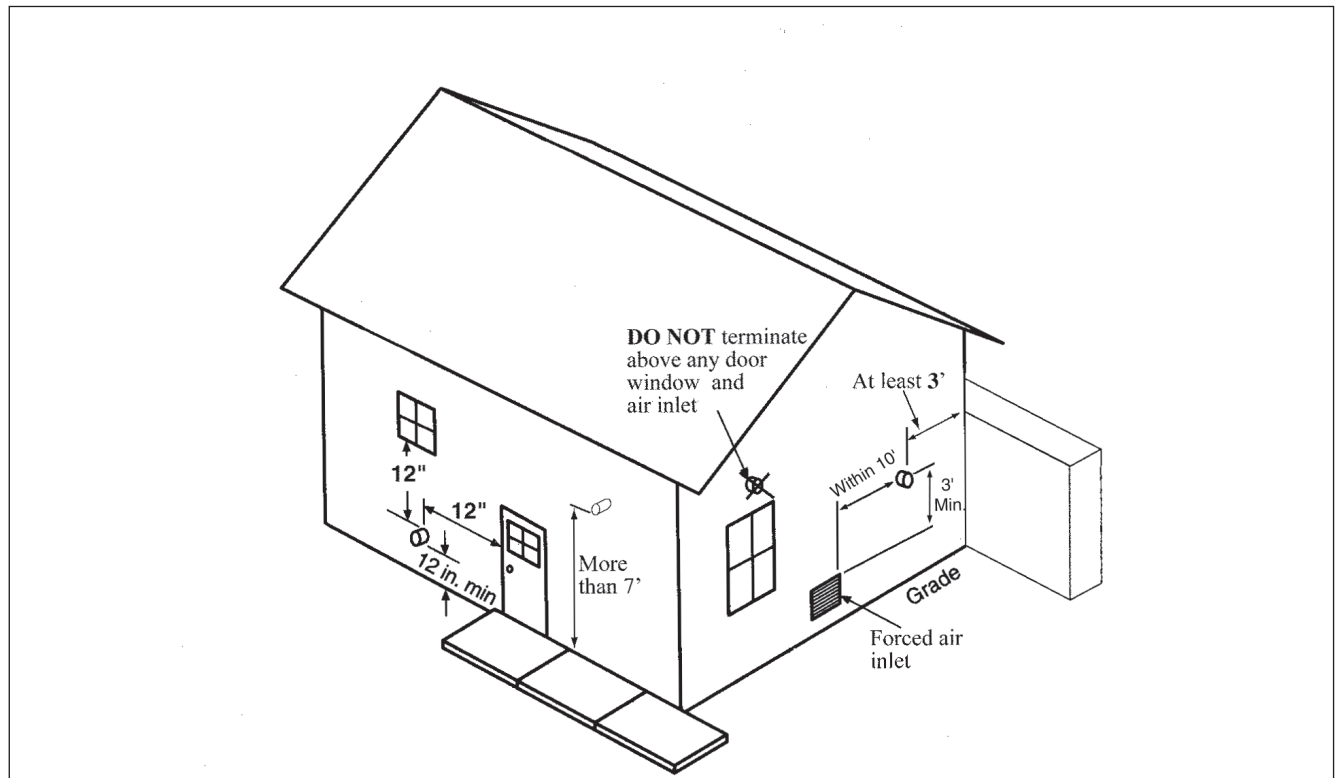 DO NOT terminate
above any door
window and
air inlet
At least 3'
Within 10'
3'
Min.
12"
12"
12 in. min
More
than 7'
Grade
Forced air
inlet